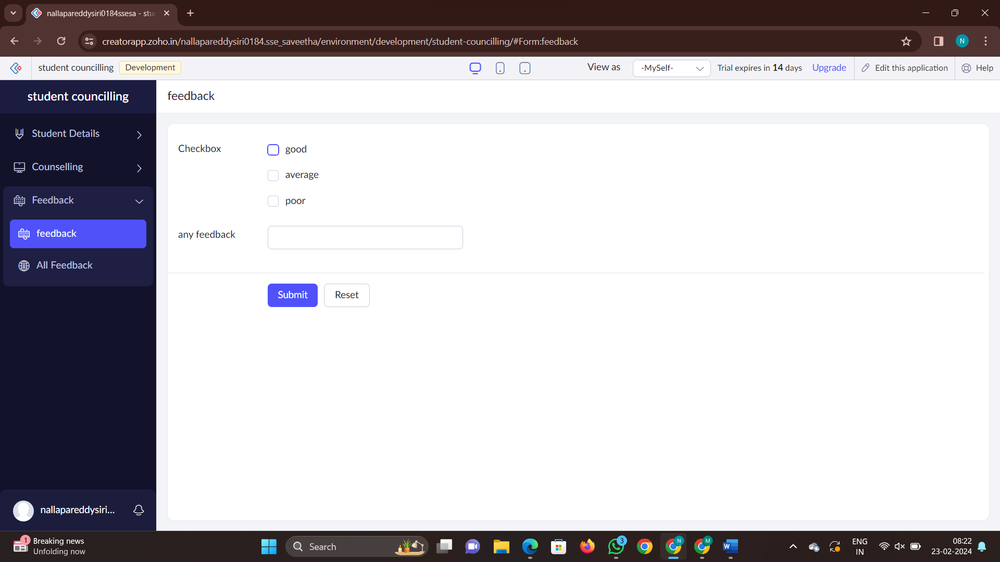 nallapareddysiri0184ssesa - stu
creatorapp.zoho.in/nallapareddysiri0184.sse_saveetha/environment/development/student-councilling/#Form:feedback
N
student councilling
Development
View as
-MySelf-
Trial expires in 14 days
Upgrade
Edit this application
Help
student councilling
feedback
Student Details
Counselling
Feedback
feedback
All Feedback
Checkbox
good
average
poor
any feedback
Submit
Reset
nallapareddysiri...
1
Breaking news
Unfolding now
Search
3
N
M
W
ENG
IN
08:22
23-02-2024